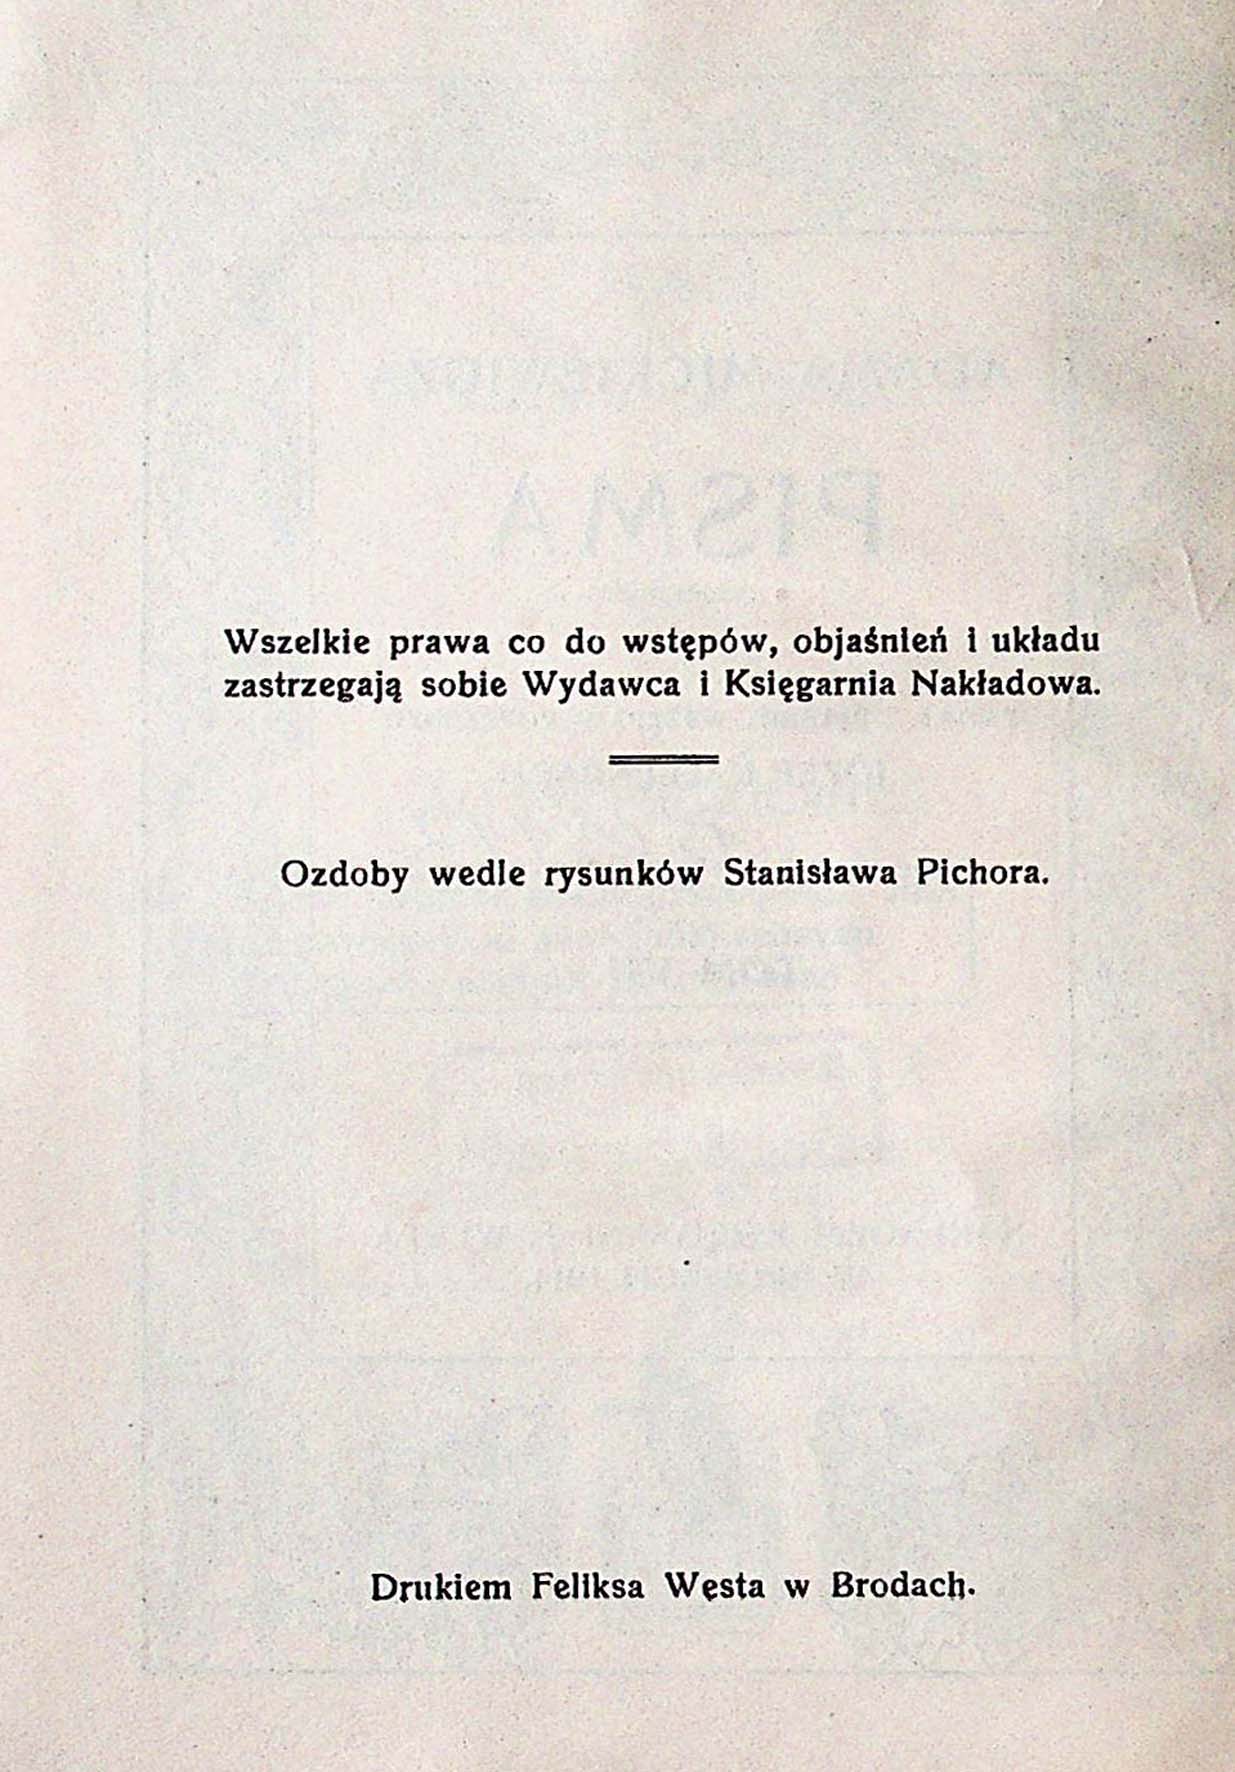 Wszelkie prawa co do wstępów, objaśnień i układu
zastrzegają sobie Wydawca i Księgarnia Nakładowa.
Ozdoby wedle rysunków Stanisława Pichora.
Drukiem Feliksa Węsta w Brodach.